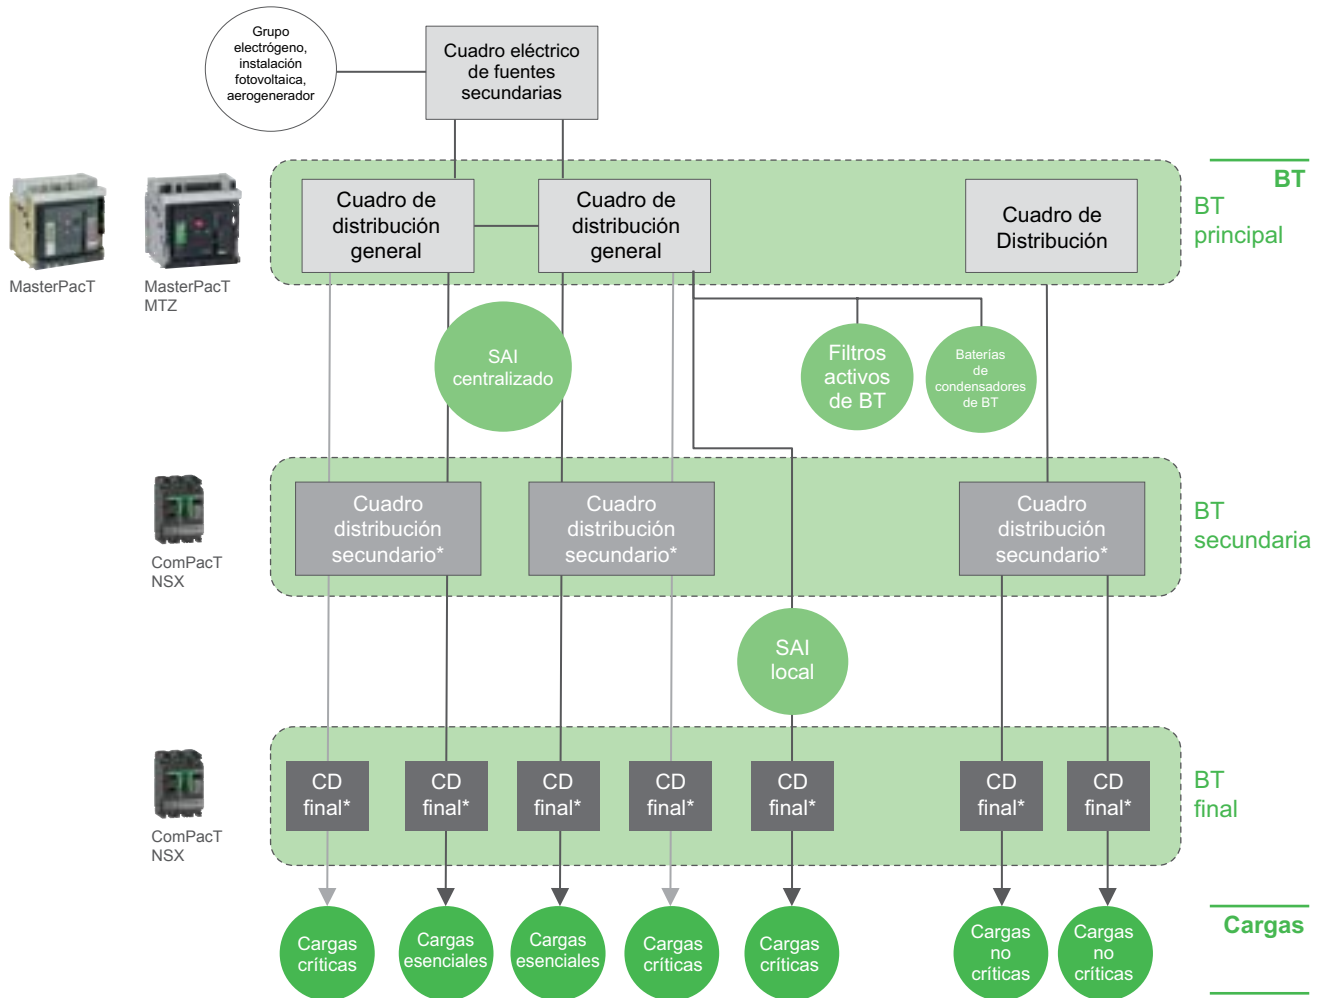 Grupo
electrógeno,
instalación
fotovoltaica,
aerogenerador
Cuadro eléctrico
de fuentes
secundarias
BT
BT
principal
Cuadro de
distribución
general
Cuadro de
distribución
general
Cuadro de
Distribución
MasterPacT
MasterPacT
MTZ
SAI
centralizado
Filtros
activos
de BT
Baterías
de
condensadores
de BT
Cuadro
distribución
secundario*
Cuadro
distribución
secundario*
Cuadro
distribución
secundario*
BT
secundaria
ComPacT
NSX
SAI
local
CD
final*
CD
final*
CD
final*
CD
final*
CD
final*
CD
final*
CD
final*
BT
final
ComPacT
NSX
Cargas
críticas
Cargas
esenciales
Cargas
esenciales
Cargas
críticas
Cargas
críticas
Cargas
no
críticas
Cargas
no
críticas
Cargas